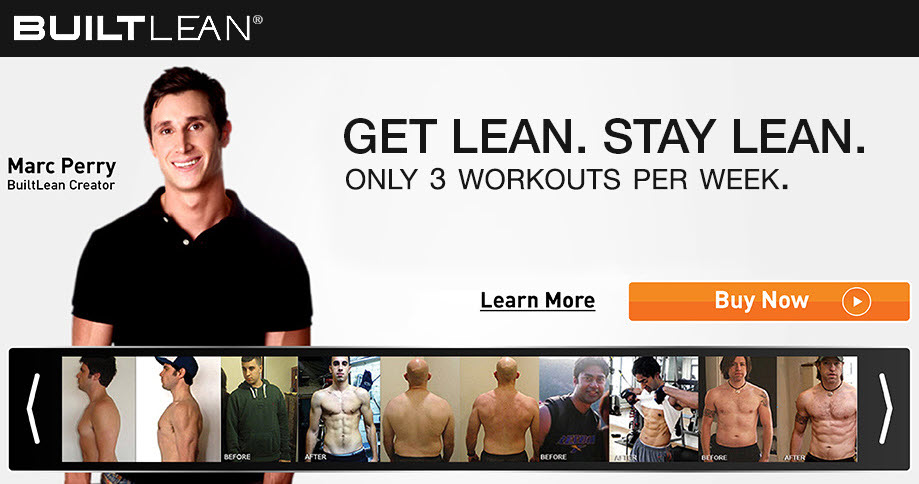 BUILTLEAN®
GET LEAN. STAY LEAN.
Marc Perry
BuiltLean Creator
ONLY 3 WORKOUTS PER WEEK.
Learn More
Buy Now
BEFORE
AFTER
BEFORE
AFTER
BEFORE
AFTER